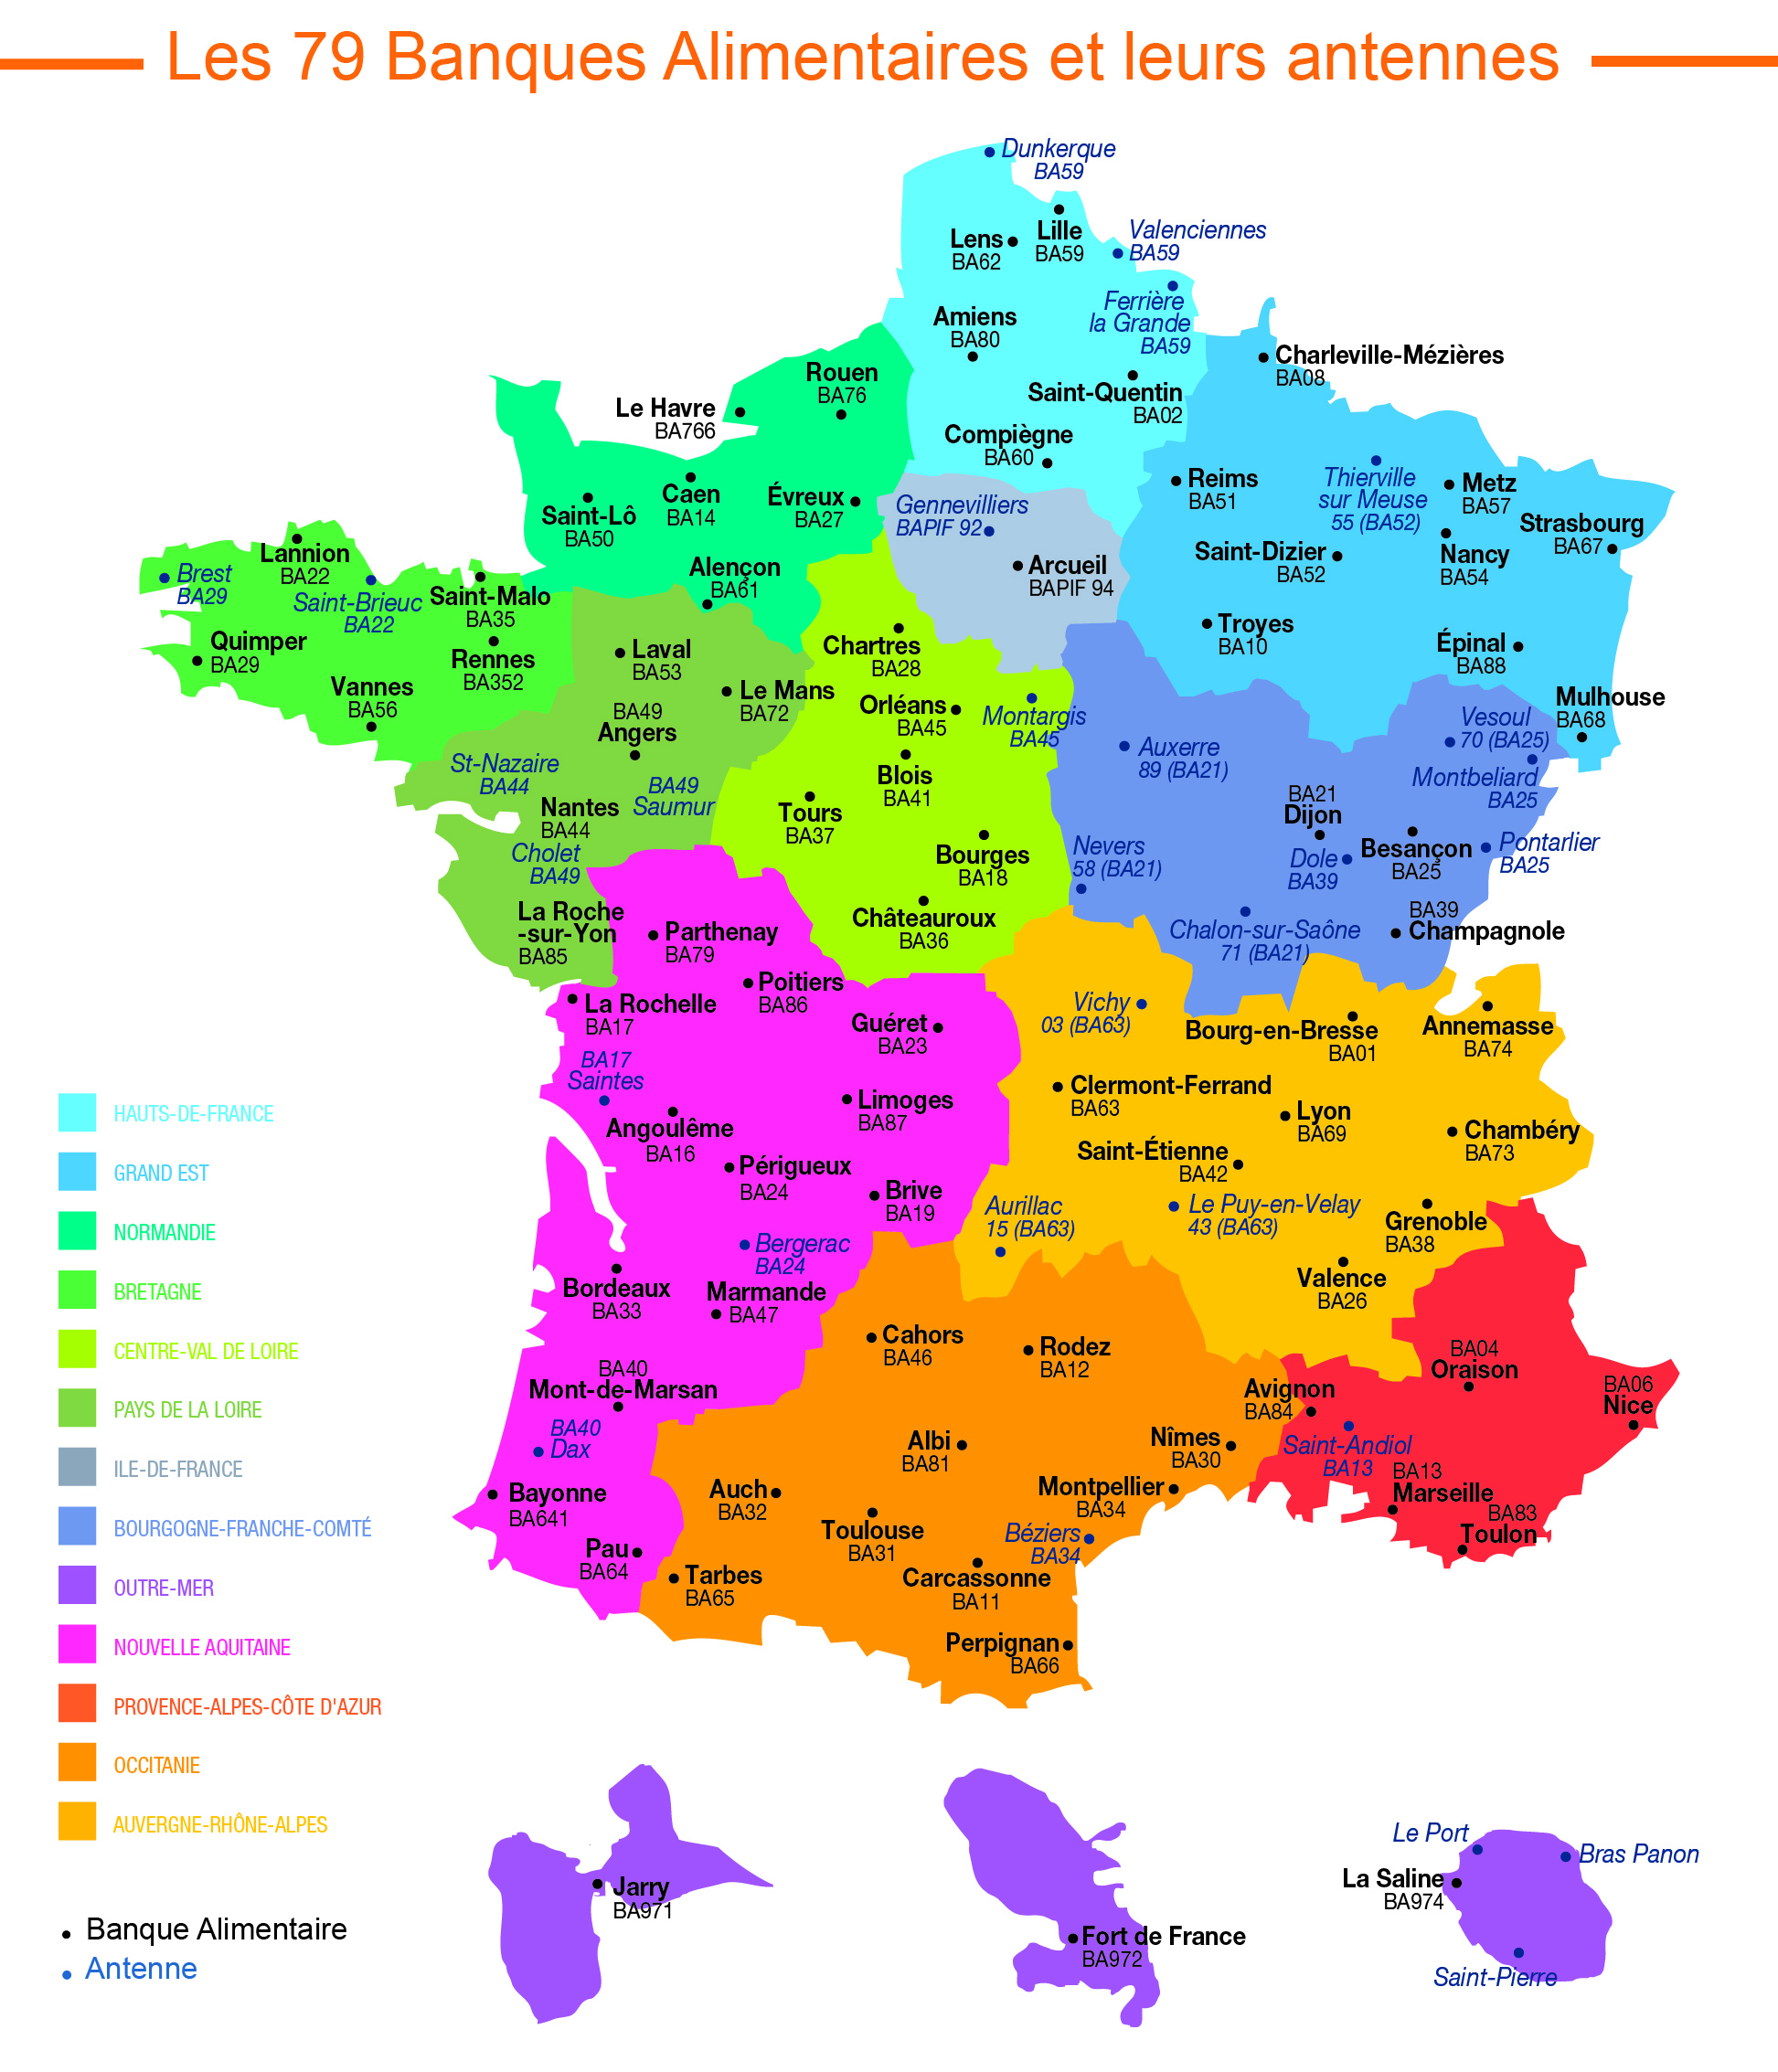 Les 79 Banques Alimentaires et leurs antennes
Dunkerque
BA59
Lille
BA59
Lens
BA62
Valenciennes
BA59
Ferrière
la Grande
BA59
Amiens
BA80
Saint-Quentin
BA02
Compiègne
BA60
Charleville-Mézières
BA08
Reims
BA51
Thierville
sur Meuse
55 (BA52)
Metz
BA57
Strasbourg
BA67
Nancy
BA54
Saint-Dizier
BA52
Troyes
BA10
Épinal
BA88
Mulhouse
BA68
Rouen
BA76
Le Havre
BA766
Caen
BA14
Évreux
BA27
Saint-Lô
BA50
Alençon
BA61
Gennevilliers
BAPIF 92
Arcueil
BAPIF 94
Lannion
BA22
Brest
BA29
Saint-Brieuc
BA22
Saint-Malo
BA35
Quimper
BA29
Rennes
BA352
Vannes
BA56
Laval
BA53
Le Mans
BA72
BA49
Angers
St-Nazaire
BA44
BA49
Saumur
Nantes
BA44
Cholet
BA49
La Roche
-sur-Yon
BA85
Chartres
BA28
Orléans
BA45
Montargis
BA45
Blois
BA41
Tours
BA37
Bourges
BA18
Châteauroux
BA36
Auxerre
89 (BA21)
Vesoul
70 (BA25)
Montbeliard
BA25
BA21
Dijon
Besançon
BA25
Pontarlier
BA25
Dole
BA39
Nevers
58 (BA21)
Chalon-sur-Saône
71 (BA21)
BA39
Champagnole
Parthenay
BA79
Poitiers
BA86
La Rochelle
BA17
Guéret
BA23
BA17
Saintes
Angoulême
BA16
Limoges
BA87
Périgueux
BA24
Brive
BA19
Bergerac
BA24
Bordeaux
BA33
Marmande
BA47
BA40
Mont-de-Marsan
BA40
Dax
Bayonne
BA641
Pau
BA64
Vichy
03 (BA63)
Bourg-en-Bresse
BA01
Annemasse
BA74
Clermont-Ferrand
BA63
Lyon
BA69
Chambéry
BA73
Saint-Étienne
BA42
Aurillac
15 (BA63)
Le Puy-en-Velay
43 (BA63)
Grenoble
BA38
Valence
BA26
Cahors
BA46
Rodez
BA12
Albi
BA81
Nîmes
BA30
Auch
BA32
Montpellier
BA34
Toulouse
BA31
Béziers
BA34
Tarbes
BA65
Carcassonne
BA11
Perpignan
BA66
BA04
Oraison
Avignon
BA84
BA06
Nice
Saint-Andiol
BA13
BA13
Marseille
BA83
Toulon
HAUTS-DE-FRANCE
GRAND EST
NORMANDIE
BRETAGNE
CENTRE-VAL DE LOIRE
PAYS DE LA LOIRE
ILE-DE-FRANCE
BOURGOGNE-FRANCHE-COMTÉ
OUTRE-MER
NOUVELLE AQUITAINE
PROVENCE-ALPES-CÔTE D'AZUR
OCCITANIE
AUVERGNE-RHÔNE-ALPES
Banque Alimentaire
Antenne
Jarry
BA971
Fort de France
BA972
Le Port
Bras Panon
La Saline
BA974
Saint-Pierre